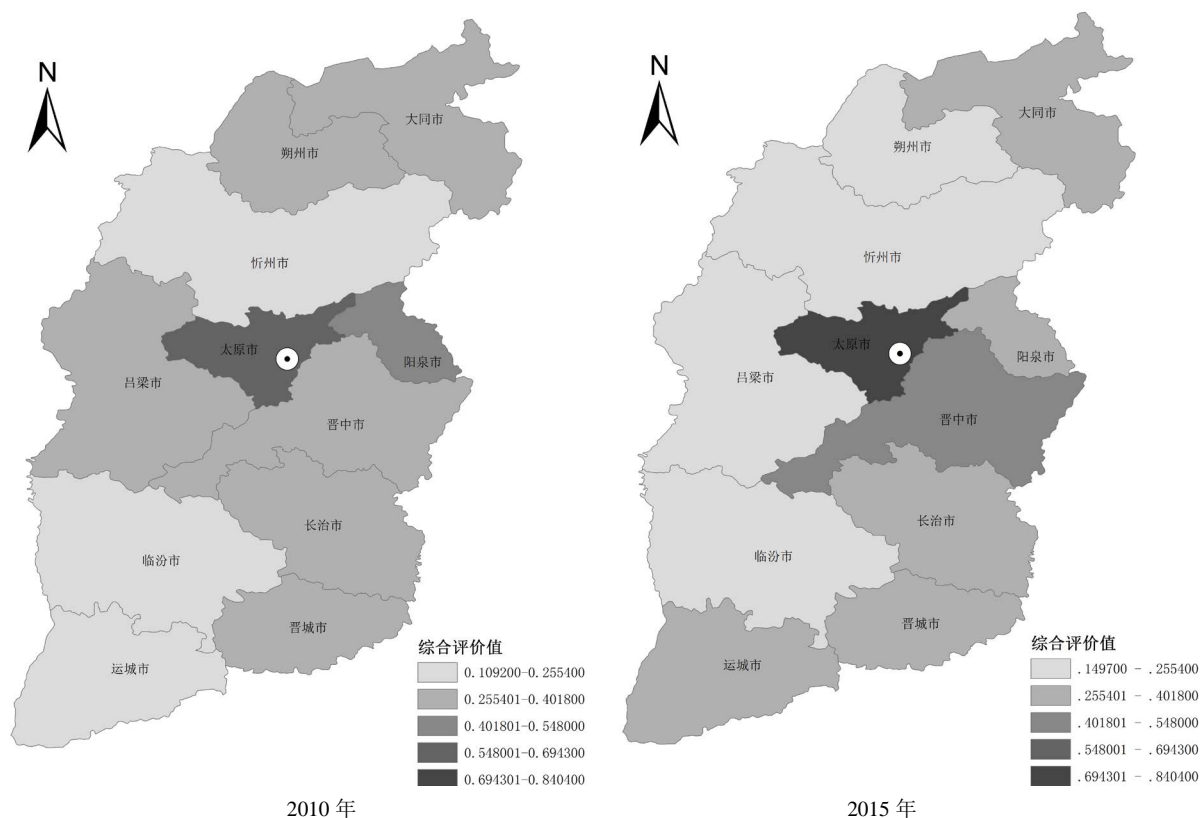 N
大同市
朔州市
忻州市
太原市
阳泉市
吕梁市
晋中市
长治市
临汾市
晋城市
运城市
综合评价值
0.109200-0.255400
0.255401-0.401800
0.401801-0.548000
0.548001-0.694300
0.694301-0.840400
2010 年
N
大同市
朔州市
忻州市
太原市
阳泉市
吕梁市
晋中市
长治市
临汾市
晋城市
运城市
综合评价值
.149700 - .255400
.255401 - .401800
.401801 - .548000
.548001 - .694300
.694301 - .840400
2015 年